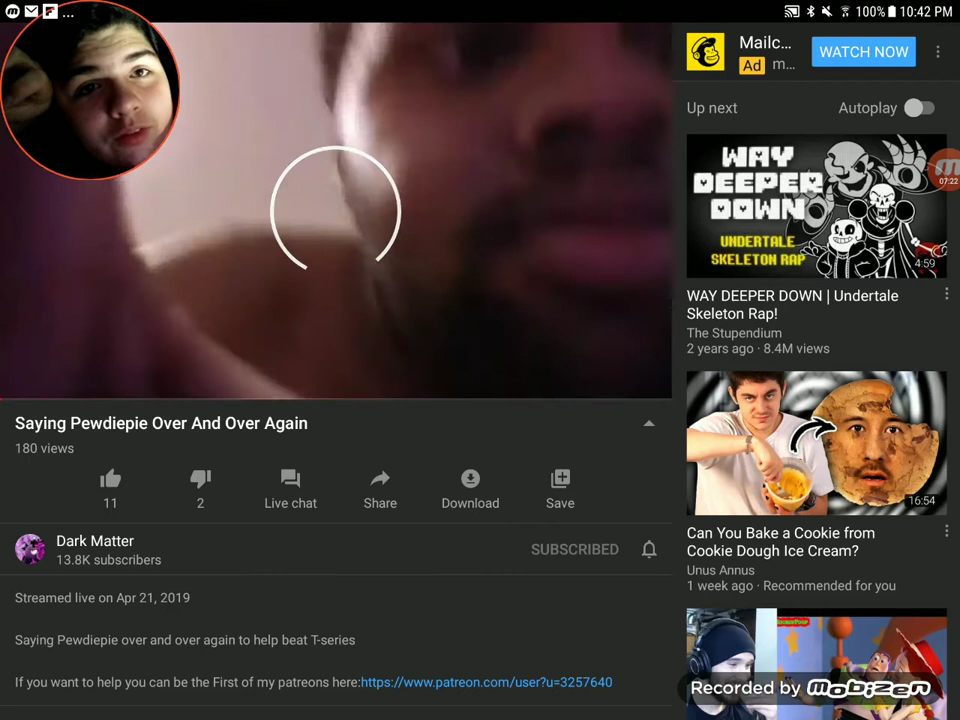 ... 100% 10:42 PM
Mailc...
Ad m...
WATCH NOW
Up next
Autoplay
07:22
WAY
DEEPER
DOWN
UNDERTALE
SKELETON RAP
4:59
WAY DEEPER DOWN | Undertale
Skeleton Rap!
The Stupendium
2 years ago · 8.4M views
16:54
Can You Bake a Cookie from
Cookie Dough Ice Cream?
Unus Annus
1 week ago · Recommended for you
Recorded by mobizen
Saying Pewdiepie Over And Over Again
180 views
11
2
Live chat
Share
Download
Save
Dark Matter
13.8K subscribers
SUBSCRIBED
Streamed live on Apr 21, 2019
Saying Pewdiepie over and over again to help beat T-series
If you want to help you can be the First of my patreons here:https://www.patreon.com/user?u=3257640